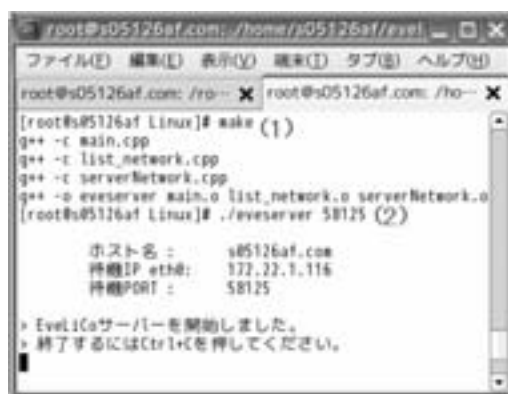 root@s05126af.com: /home/s05126af/evel
ファイル(F) 編集(E) 表示(V) 端末(T) タブ(B) ヘルプ(H)
root@s05126af.com: /ro… root@s05126af.com: /ho…
[root@s05126af Linux]# make (1)
g++ -c main.cpp
g++ -c list_network.cpp
g++ -c serverNetwork.cpp
g++ -o eveserver main.o list_network.o serverNetwork.o
[root@s05126af Linux]# ./eveserver 58125 (2)
ホスト名 : s05126af.com
待機IP eth0: 172.22.1.116
待機PORT : 58125
> EveLiCoサーバーを開始しました。
> 終了するにはCtrl+Cを押してください。